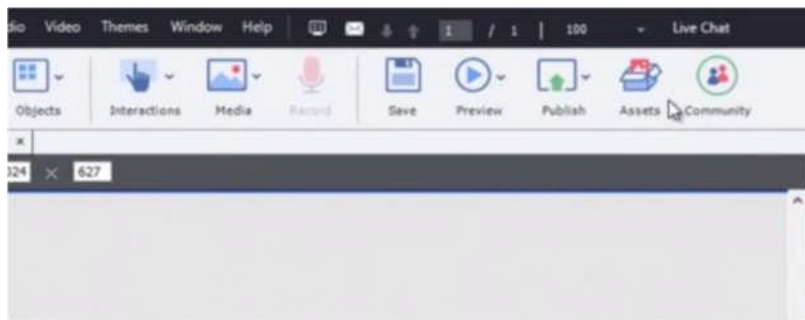 dio Video Themes Window Help 1 / 1 | 100 Live Chat
Objects Interactions Media Record Save Preview Publish Assets Community
×
024 × 627